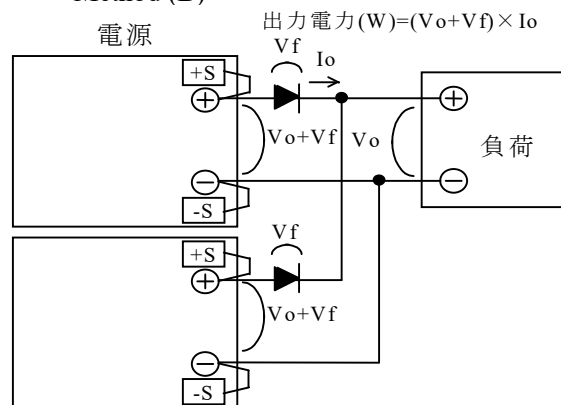 Method (B)
出力電力(W)=(Vo+Vf)×Io
電源
Vf
Io
+S
+
Vo+Vf
Vo
+
負荷
−
−
-S
Vf
+S
+
Vo+Vf
−
-S